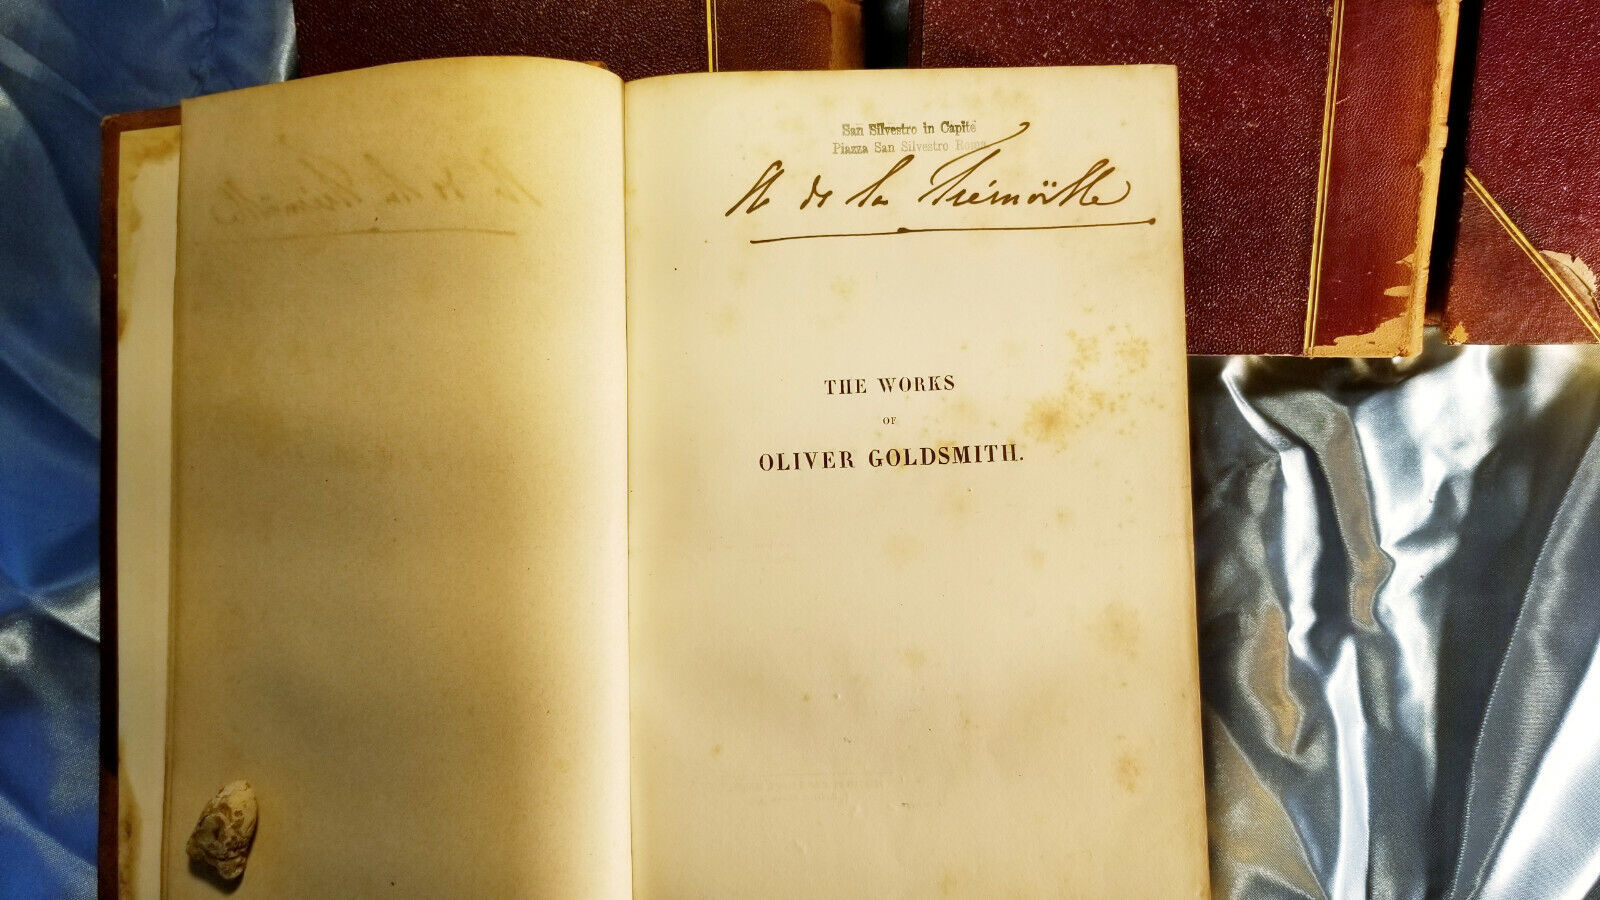 San Silvestro in Capite
Piazza San Silvestro Roma
de la Trémoïlle
THE WORKS
OF
OLIVER GOLDSMITH.